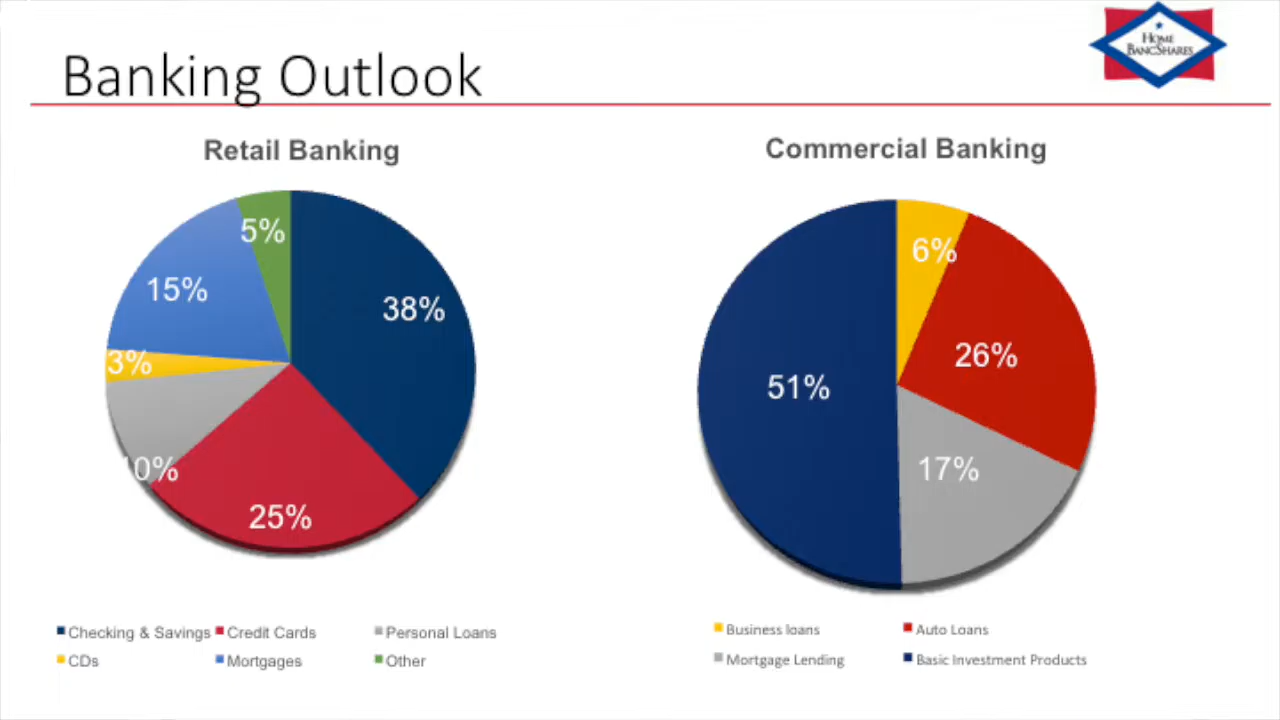 Banking Outlook
HOME
BANCSHARES
Retail Banking
5%
38%
15%
3%
0%
25%
Checking & Savings Credit Cards Personal Loans
CDs Mortgages Other
Commercial Banking
6%
26%
51%
17%
Business loans Auto Loans
Mortgage Lending Basic Investment Products